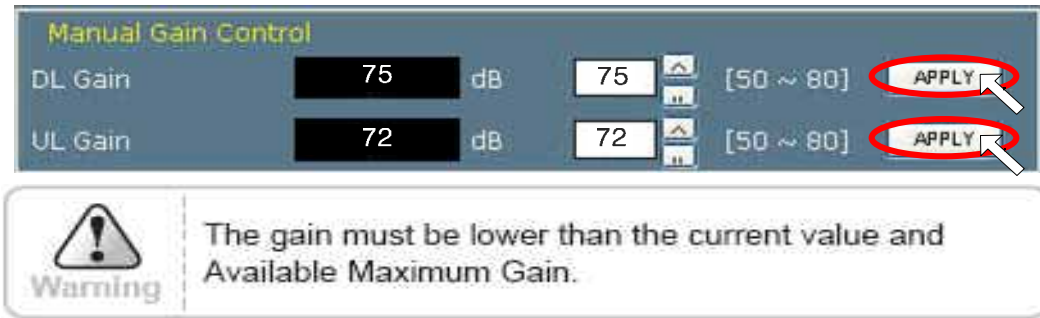 Manual Gain Control
DL Gain 75 dB 75 [50 ~ 80] APPLY
UL Gain 72 dB 72 [50 ~ 80] APPLY
The gain must be lower than the current value and
Available Maximum Gain.
Warning